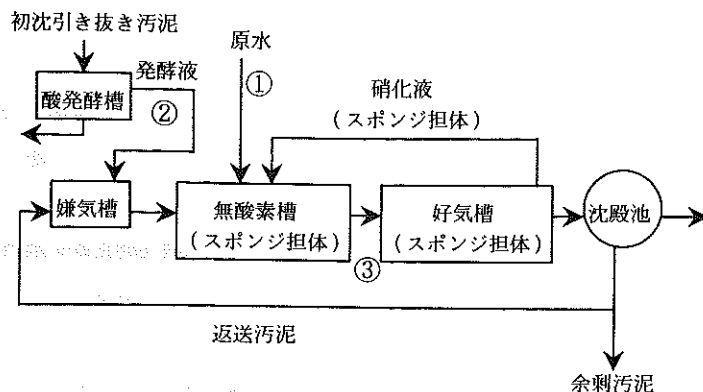 初沈引き抜き汚泥
原水
発酵液
①
硝化液
(スポンジ担体)
酸発酵槽
②
嫌気槽
無酸素槽
(スポンジ担体)
好気槽
(スポンジ担体)
沈殿池
③
返送汚泥
余剰汚泥